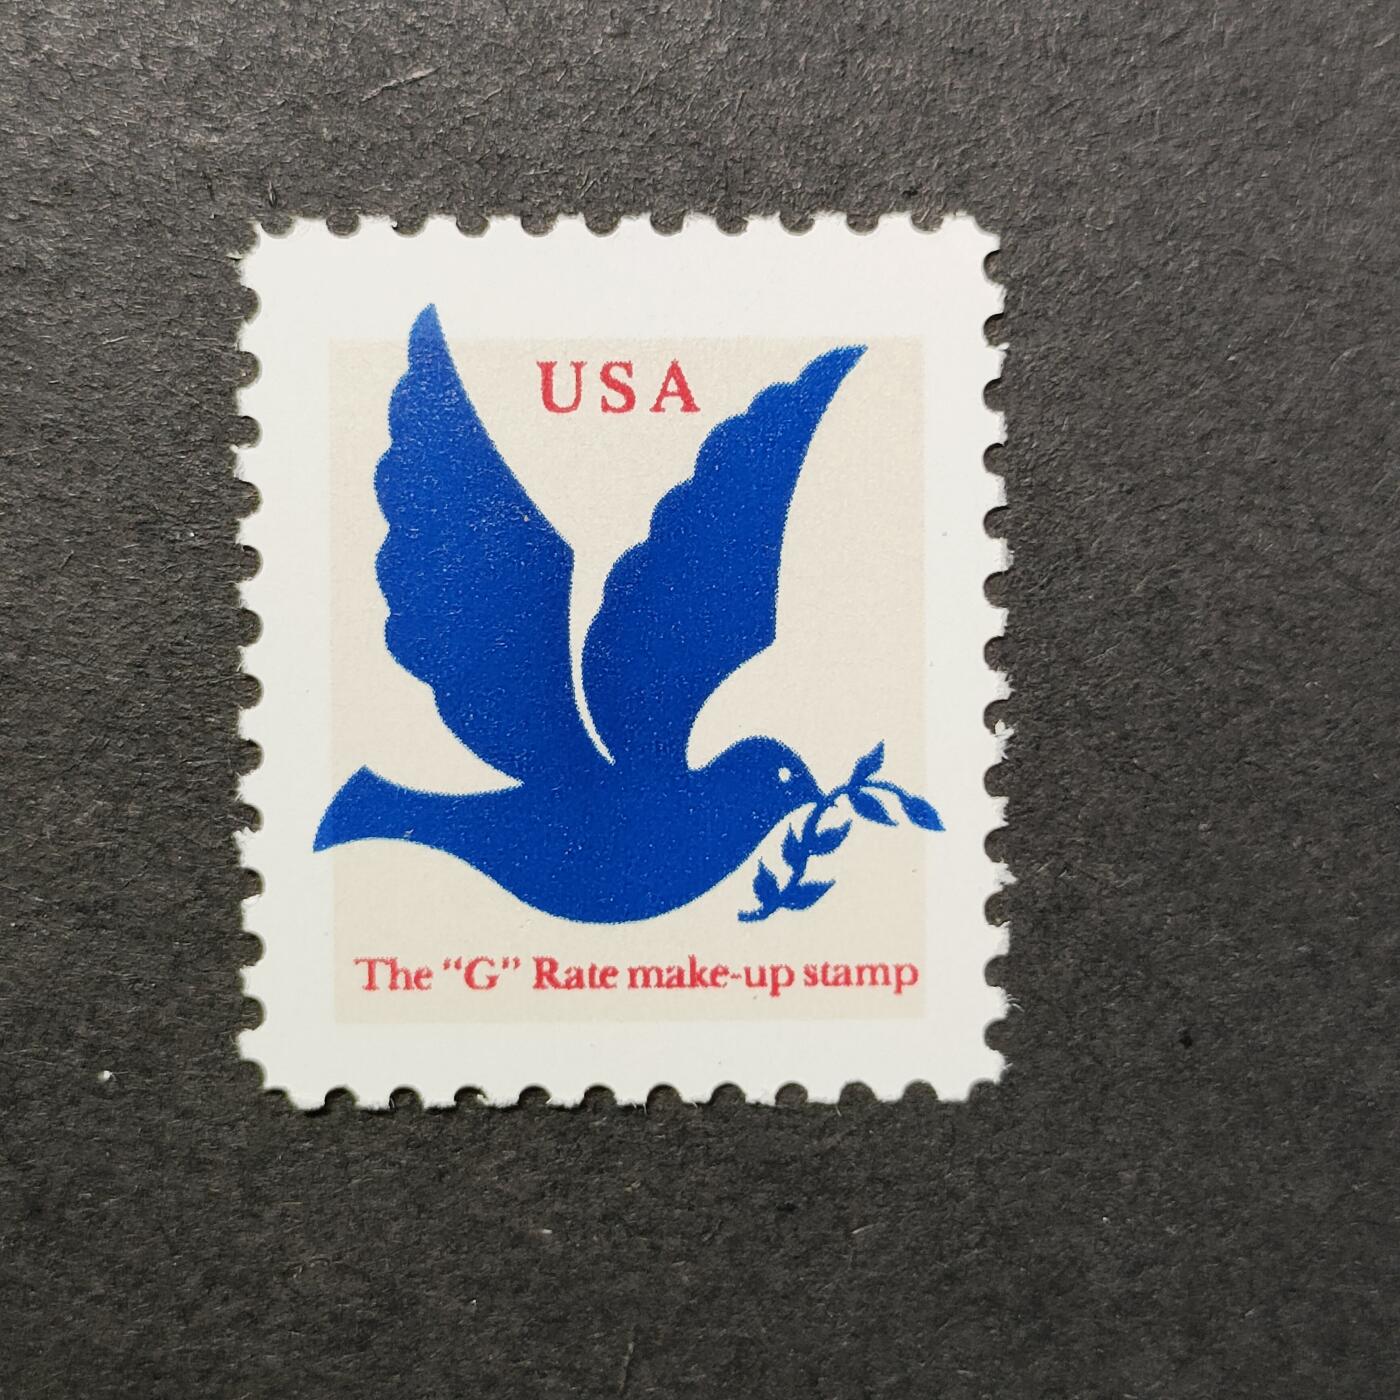 USA
The “G” Rate make-up stamp